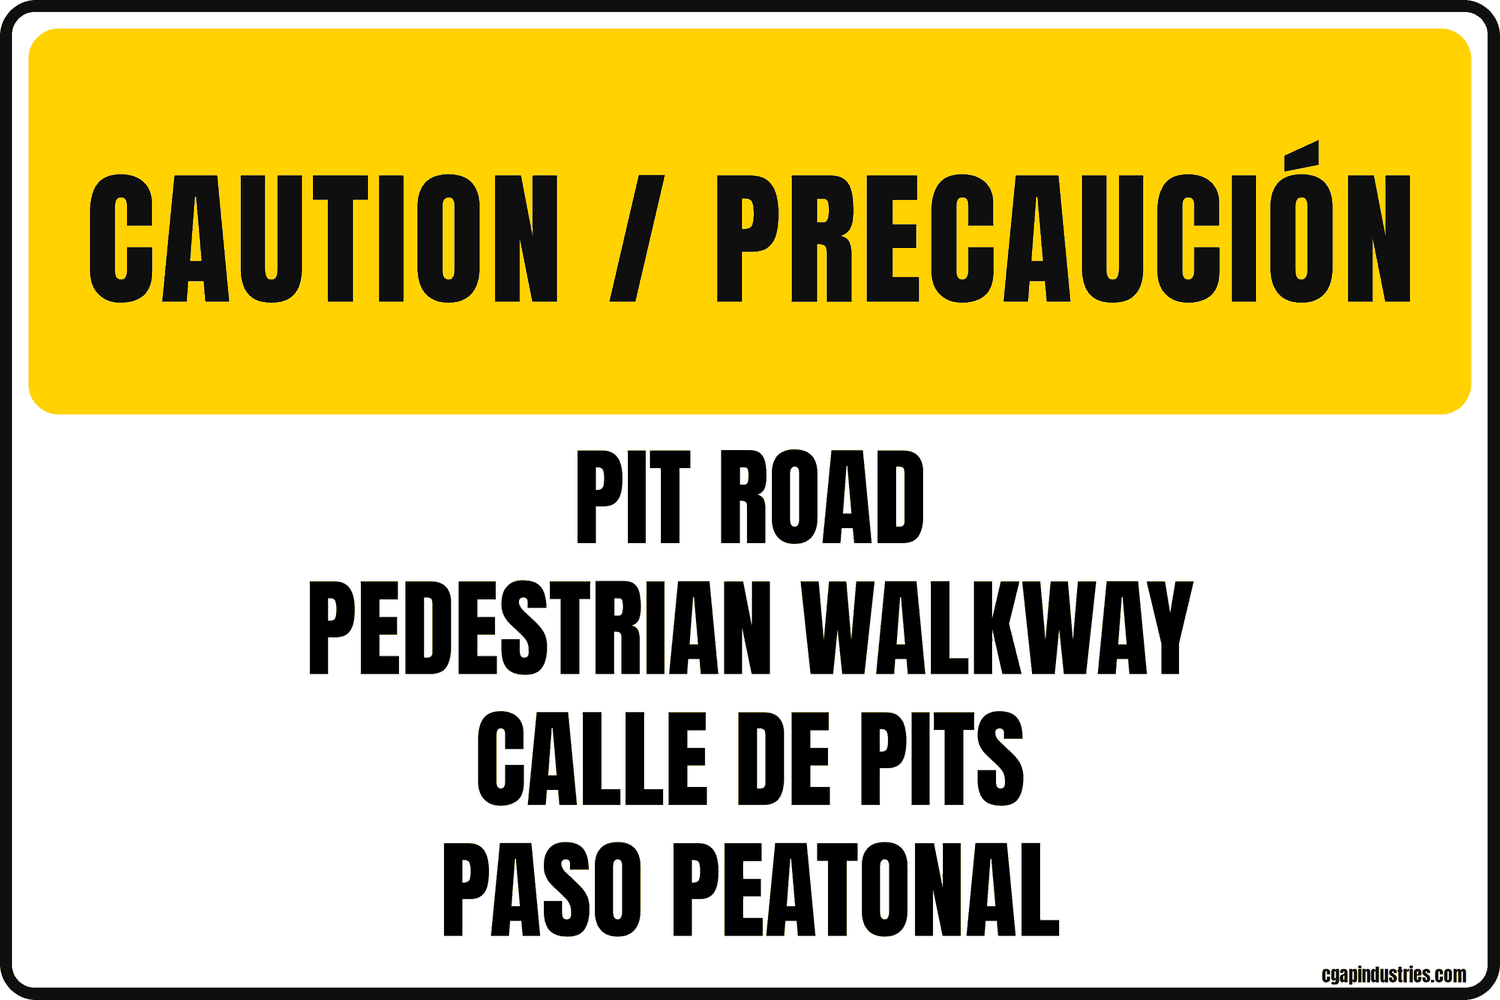 CAUTION / PRECAUCIÓN
PIT ROAD
PEDESTRIAN WALKWAY
CALLE DE PITS
PASO PEATONAL
cgapindustries.com